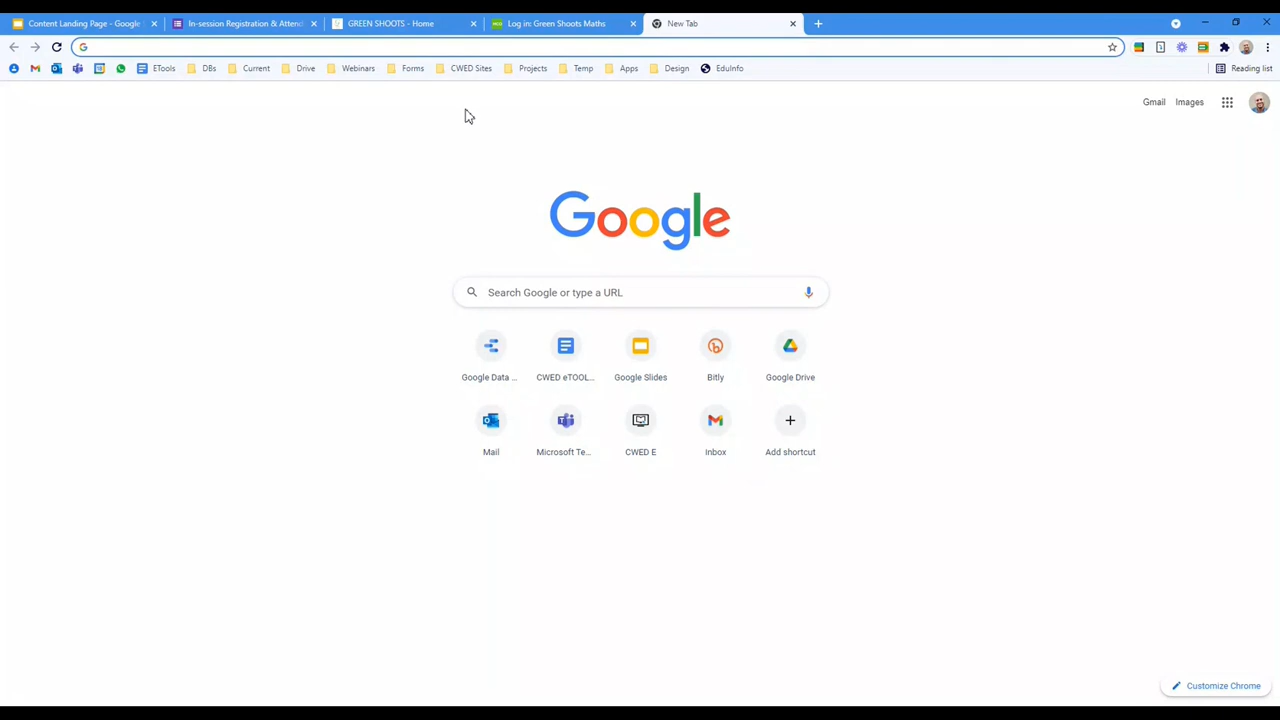 Content Landing Page - Google
In-session Registration & Attend
GREEN SHOOTS - Home
Log in: Green Shoots Maths
New Tab
ETools
DBs
Current
Drive
Webinars
Forms
CWED Sites
Projects
Temp
Apps
Design
EduInfo
Reading list
Gmail
Images
Google
Search Google or type a URL
Google Data ...
CWED eTOOL...
Google Slides
Bitly
Google Drive
Mail
Microsoft Te...
CWED E
Inbox
Add shortcut
Customize Chrome